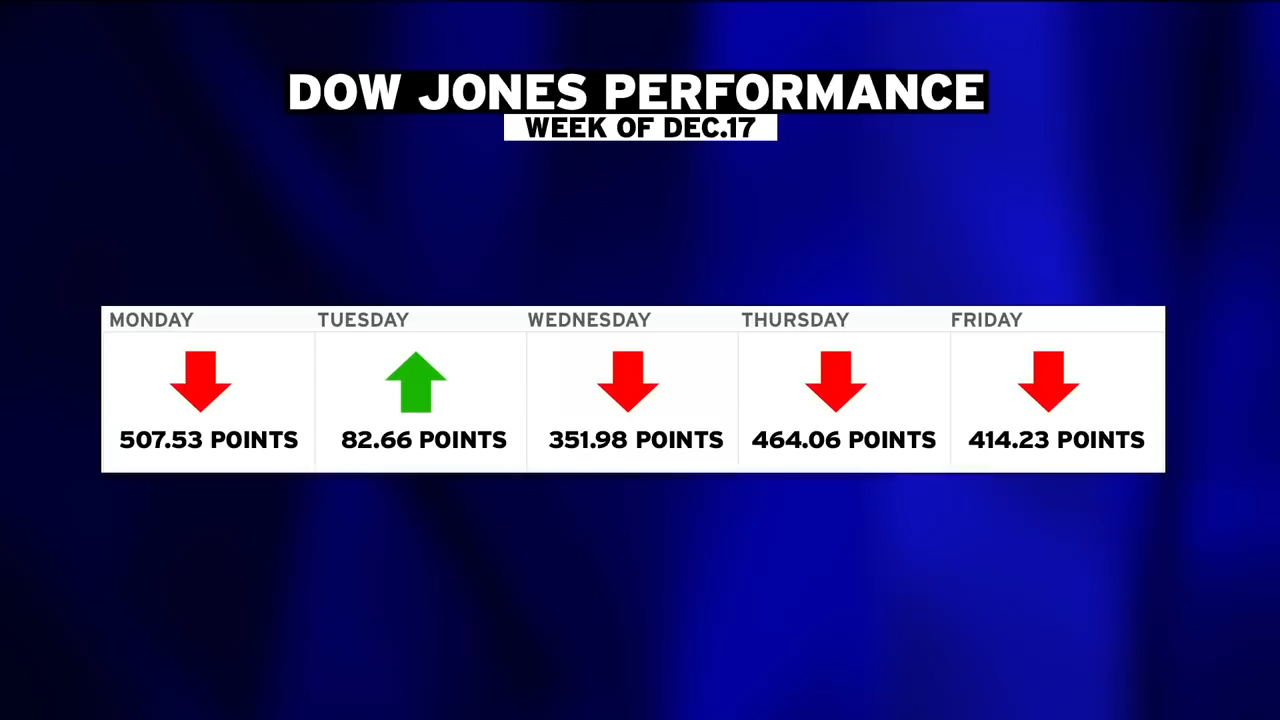 DOW JONES PERFORMANCE
WEEK OF DEC.17
MONDAY TUESDAY WEDNESDAY THURSDAY FRIDAY
507.53 POINTS 82.66 POINTS 351.98 POINTS 464.06 POINTS 414.23 POINTS